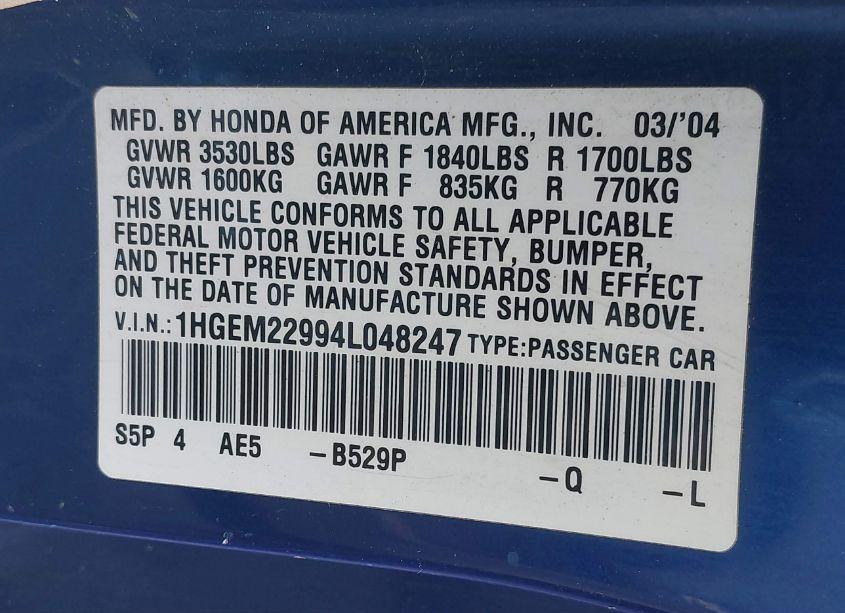 MFD. BY HONDA OF AMERICA MFG., INC. 03/'04
GVWR 3530LBS GAWR F 1840LBS R 1700LBS
GVWR 1600KG GAWR F 835KG R 770KG
THIS VEHICLE CONFORMS TO ALL APPLICABLE
FEDERAL MOTOR VEHICLE SAFETY, BUMPER,
AND THEFT PREVENTION STANDARDS IN EFFECT
ON THE DATE OF MANUFACTURE SHOWN ABOVE.
V.I.N.: 1HGEM22994L048247 TYPE:PASSENGER CAR
S5P 4 AE5 -B529P -Q -L